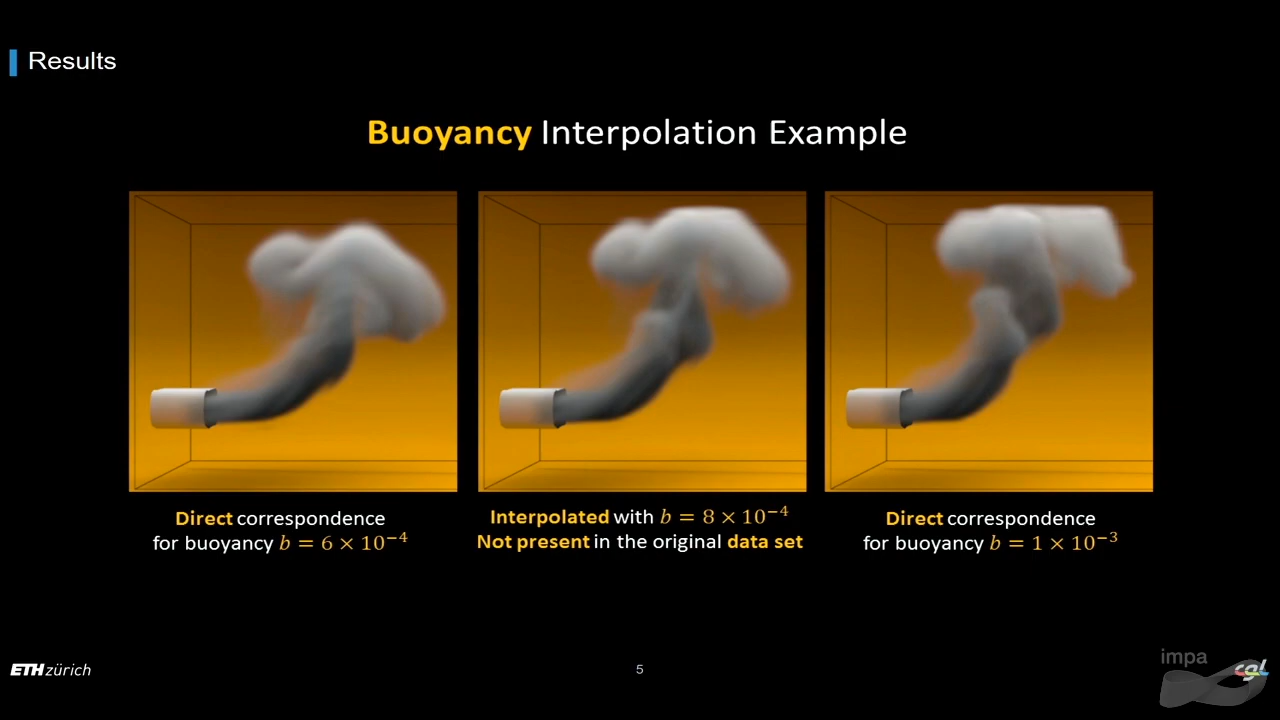 Results
Buoyancy Interpolation Example
Direct correspondence
for buoyancy b = 6 × 10⁻⁴
Interpolated with b = 8 × 10⁻⁴
Not present in the original data set
Direct correspondence
for buoyancy b = 1 × 10⁻³
ETH zürich
5
impa
cgl